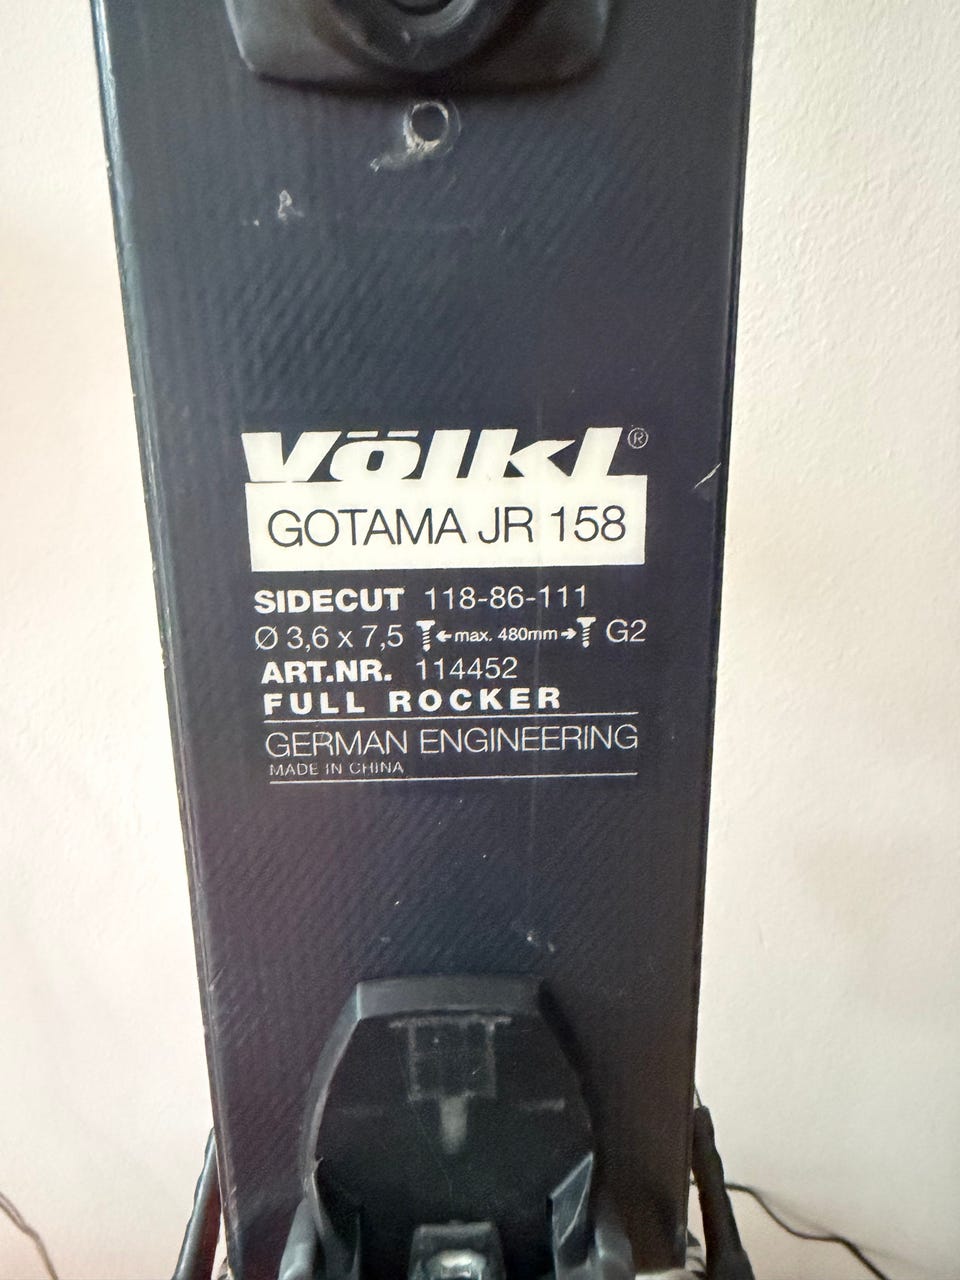 Völkl®
GOTAMA JR 158
SIDECUT 118-86-111
Ø 3,6 x 7,5 ←max. 480mm→ G2
ART.NR. 114452
FULL ROCKER
GERMAN ENGINEERING
MADE IN CHINA